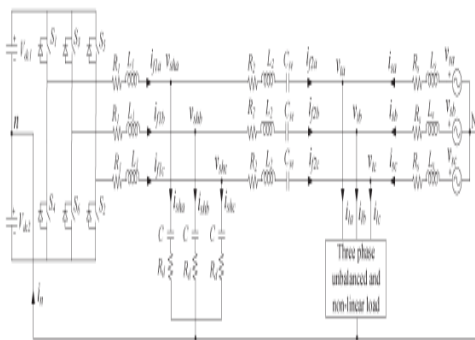 V_dc1
S_1
S_3
S_5
n
V_dc2
S_4
S_6
S_2
i_n
R_1
L_1
i_f1a
v_sha
R_2
L_2
C_se
i_f2a
v_ta
i_sa
R_s
L_s
v_sa
R_1
L_1
i_f1b
v_shb
R_2
L_2
C_se
i_f2b
v_tb
i_sb
R_s
L_s
v_sb
N
R_1
L_1
i_f1c
v_shc
R_2
L_2
C_se
i_f2c
v_tc
i_sc
R_s
L_s
v_sc
i_sha
i_shb
i_shc
C
C
C
R_d
R_d
R_d
i_la
i_lb
i_lc
Three phase
unbalanced and
non-linear load